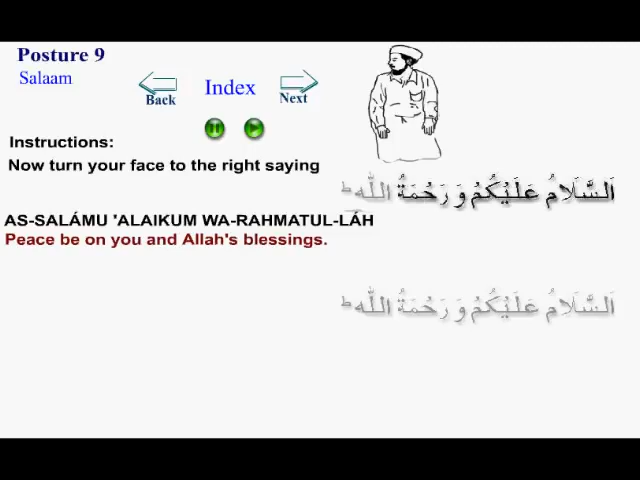 Posture 9
Salaam
Back
Index
Next
Instructions:
Now turn your face to the right saying
اَلسَّلَامُ عَلَيْكُمْ وَ رَحْمَةُ اللّٰهِ ط
AS-SALÁMU 'ALAIKUM WA-RAHMATUL-LÁH
Peace be on you and Allah's blessings.
اَلسَّلَامُ عَلَيْكُمْ وَ رَحْمَةُ اللّٰهِ ط